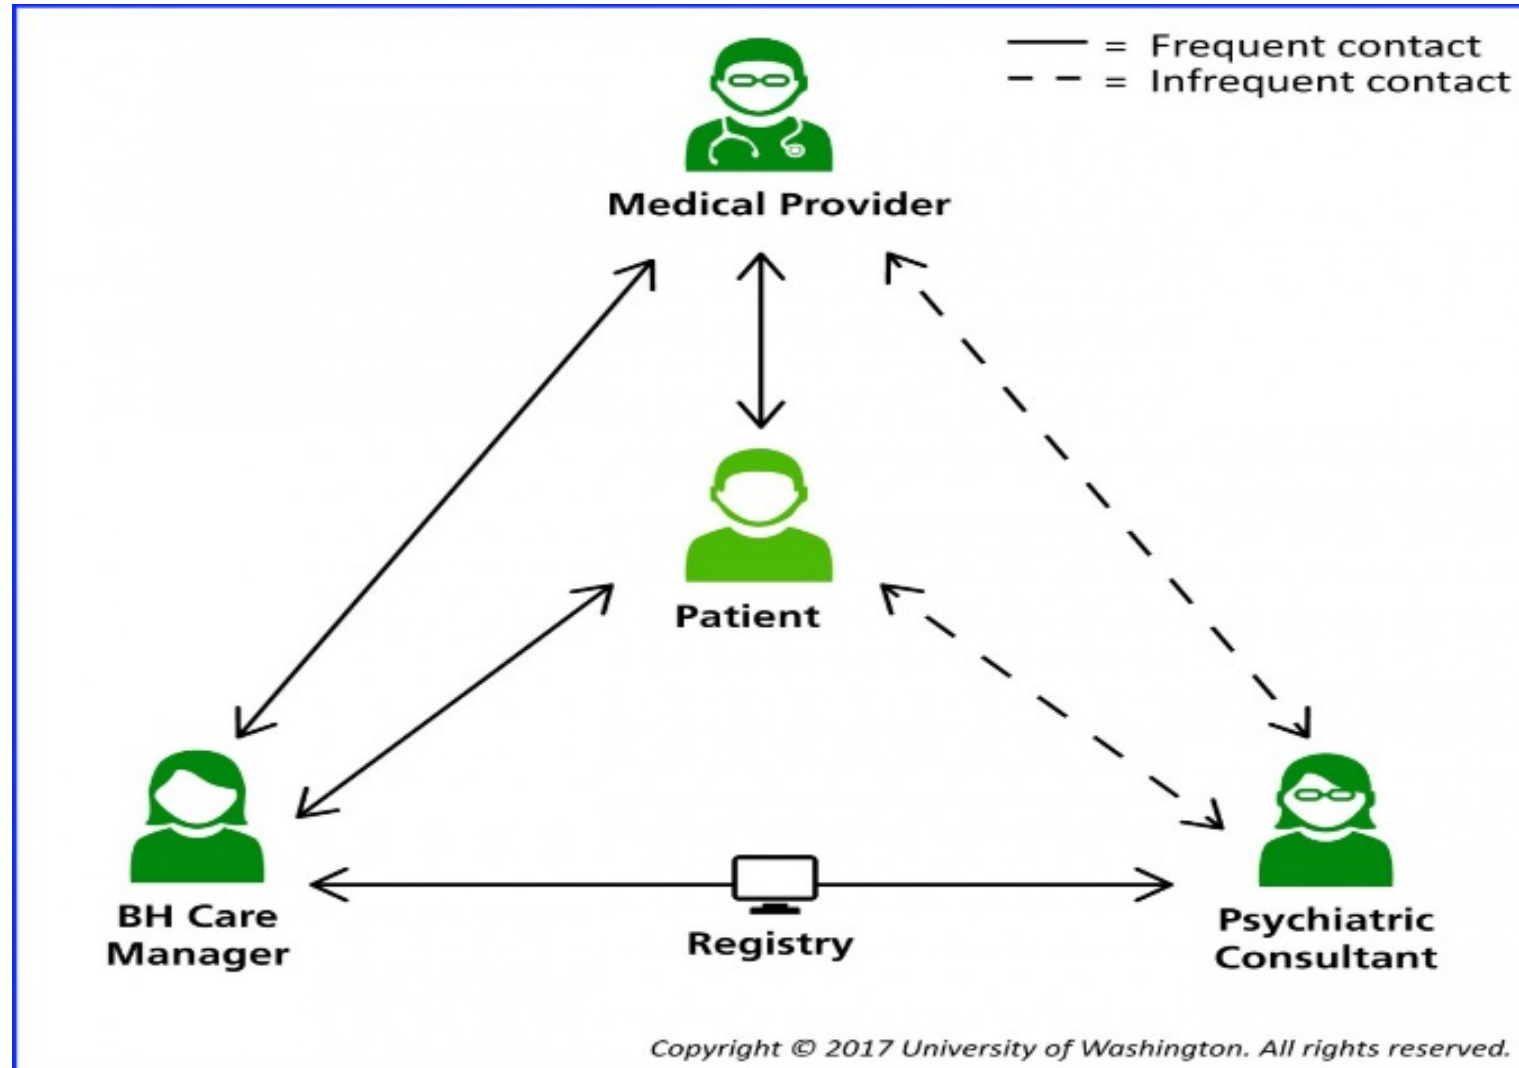 = Frequent contact
= Infrequent contact
Medical Provider
Patient
BH Care
Manager
Registry
Psychiatric
Consultant
Copyright © 2017 University of Washington. All rights reserved.